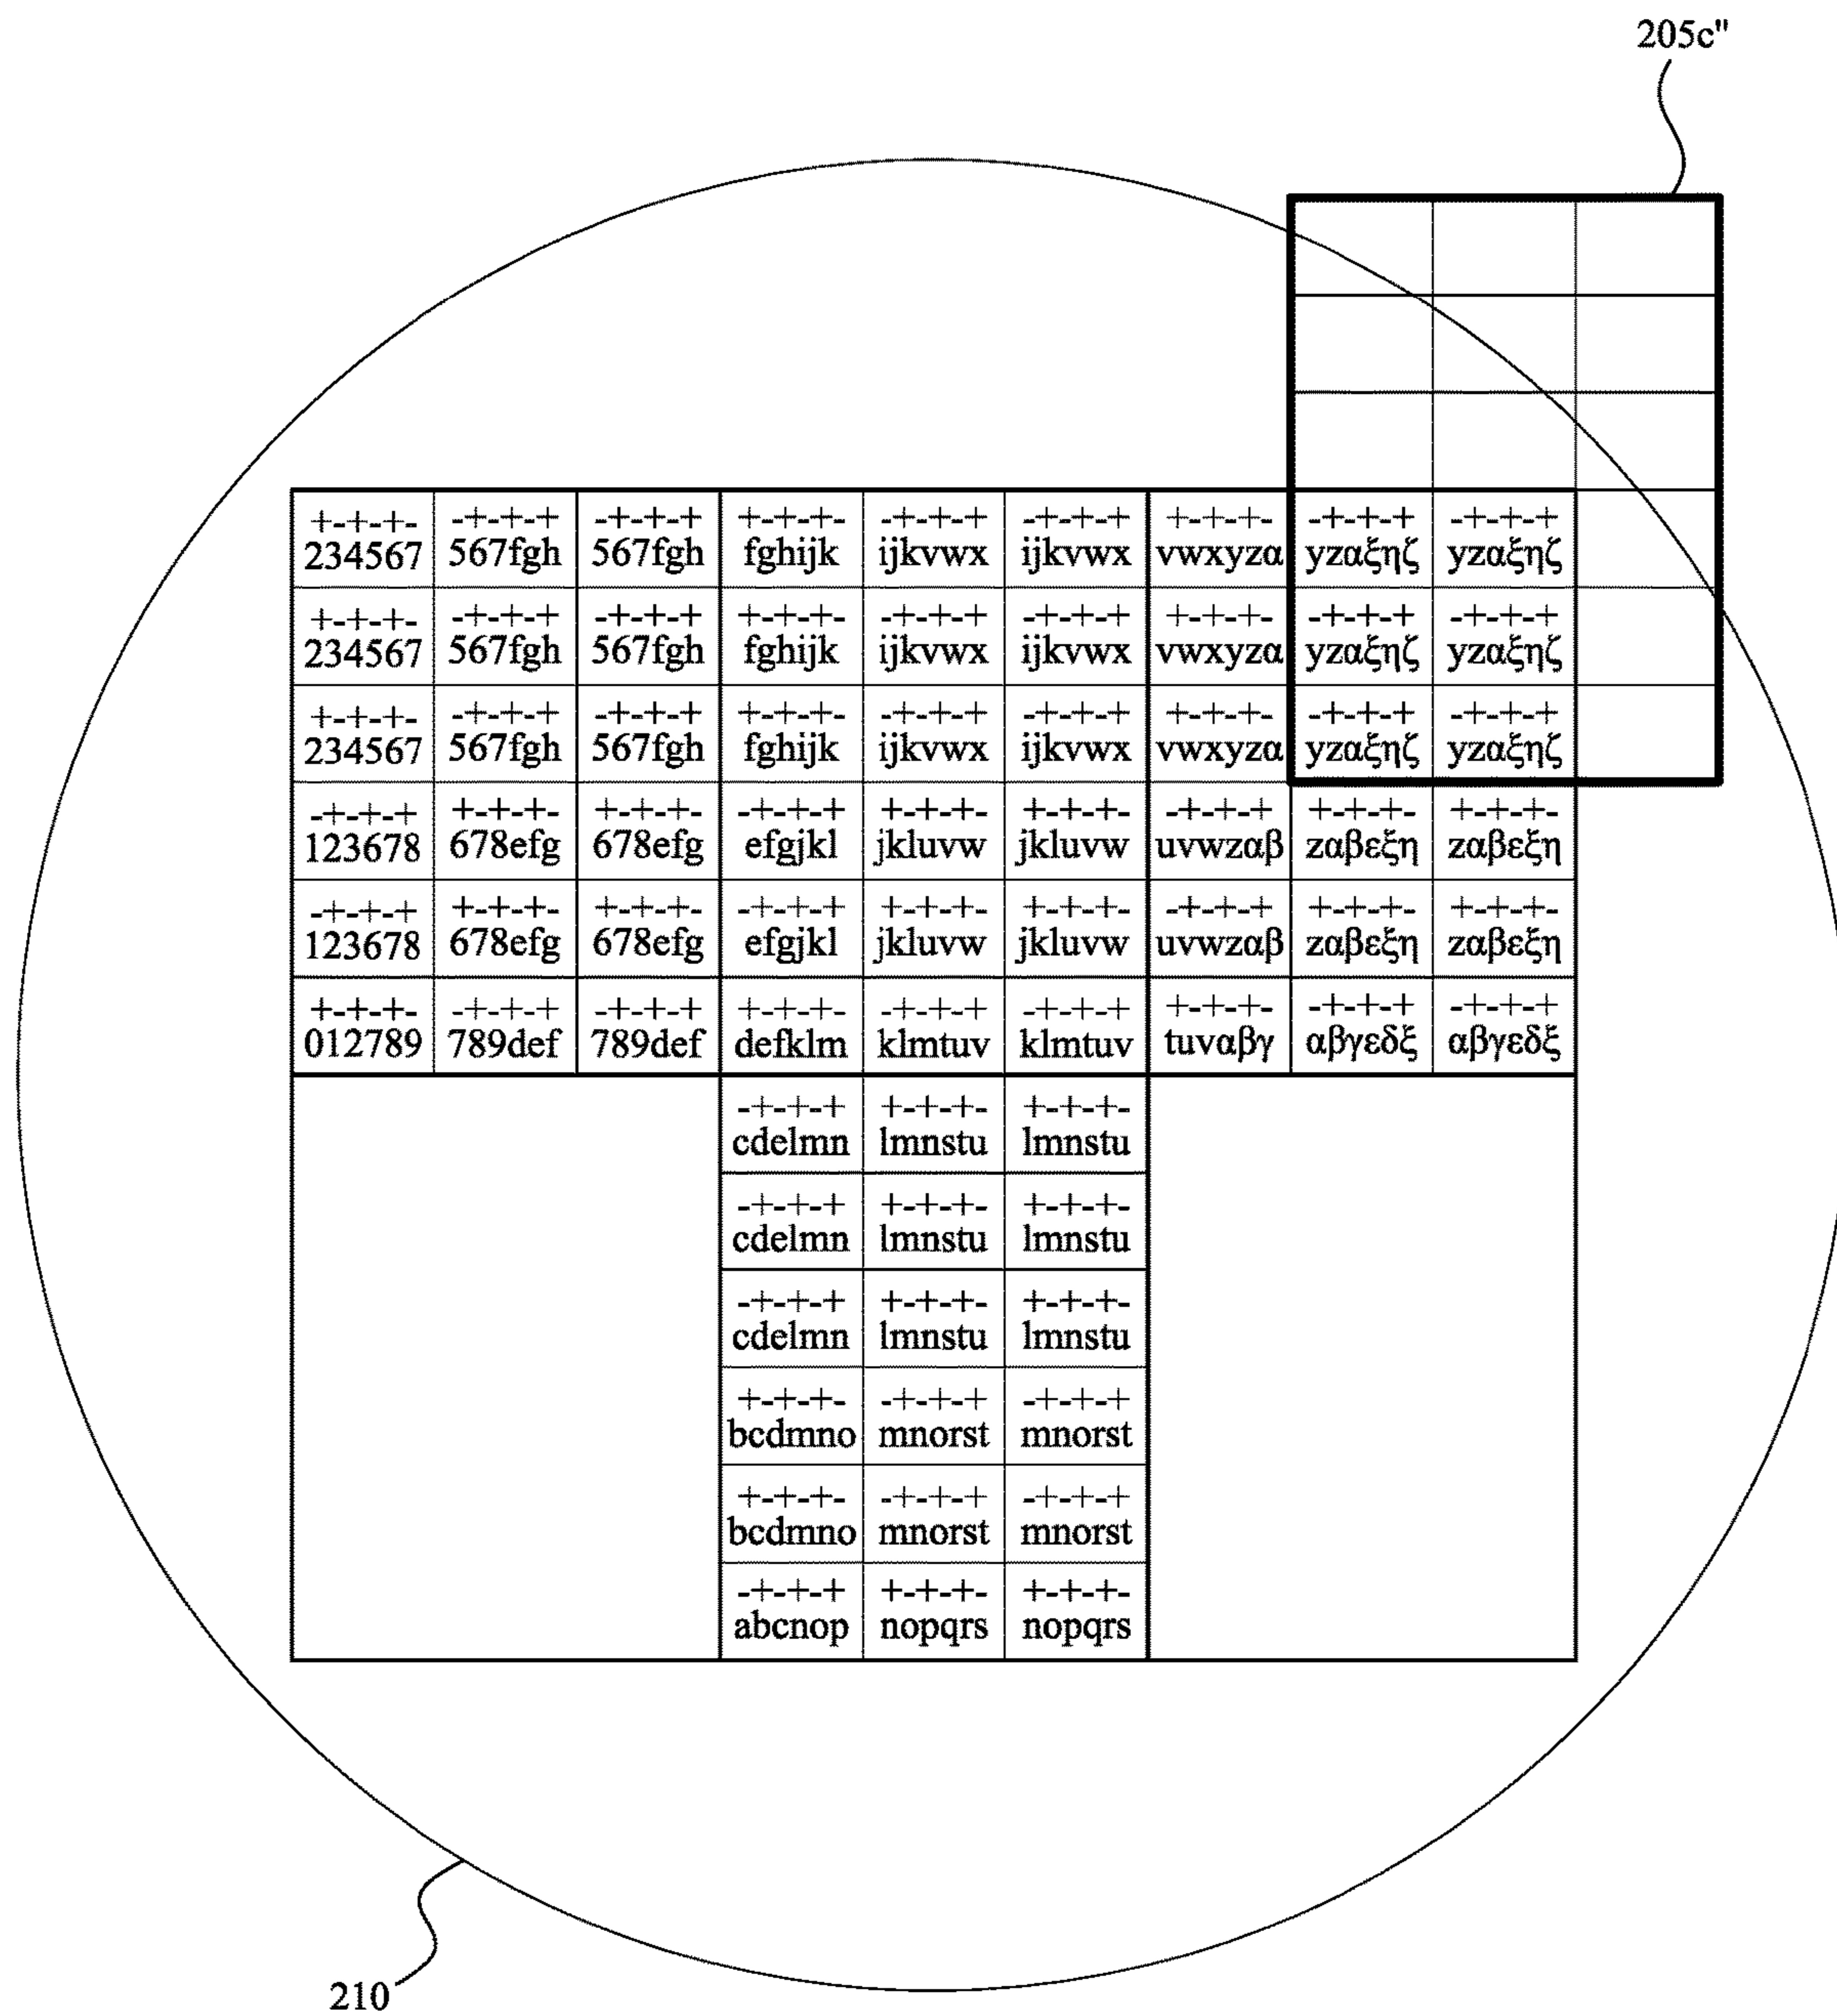 205c"
+-+-+- -+-+-+ -+-+-+ +-+-+- -+-+-+ -+-+-+ +-+-+- -+-+-+ -+-+-+
234567 567fgh 567fgh fghijk ijkvwx ijkvwx vwxyzα yzαξηζ yzαξηζ
+-+-+- -+-+-+ -+-+-+ +-+-+- -+-+-+ -+-+-+ +-+-+- -+-+-+ -+-+-+
234567 567fgh 567fgh fghijk ijkvwx ijkvwx vwxyzα yzαξηζ yzαξηζ
+-+-+- -+-+-+ -+-+-+ +-+-+- -+-+-+ -+-+-+ +-+-+- -+-+-+ -+-+-+
234567 567fgh 567fgh fghijk ijkvwx ijkvwx vwxyzα yzαξηζ yzαξηζ
-+-+-+ +-+-+- +-+-+- -+-+-+ +-+-+- +-+-+- -+-+-+ +-+-+- +-+-+-
123678 678efg 678efg efgjkl jkluvw jkluvw uvwzαβ zαβεξη zαβεξη
-+-+-+ +-+-+- +-+-+- -+-+-+ +-+-+- +-+-+- -+-+-+ +-+-+- +-+-+-
123678 678efg 678efg efgjkl jkluvw jkluvw uvwzαβ zαβεξη zαβεξη
+-+-+- -+-+-+ -+-+-+ +-+-+- -+-+-+ -+-+-+ +-+-+- -+-+-+ -+-+-+
012789 789def 789def defklm klmtuv klmtuv tuvαβγ αβγεδξ αβγεδξ
-+-+-+ +-+-+- +-+-+-
cdelmn lmnstu lmnstu
-+-+-+ +-+-+- +-+-+-
cdelmn lmnstu lmnstu
-+-+-+ +-+-+- +-+-+-
cdelmn lmnstu lmnstu
+-+-+- -+-+-+ -+-+-+
bcdmno mnorst mnorst
+-+-+- -+-+-+ -+-+-+
bcdmno mnorst mnorst
-+-+-+ +-+-+- +-+-+-
abcnop nopqrs nopqrs
210